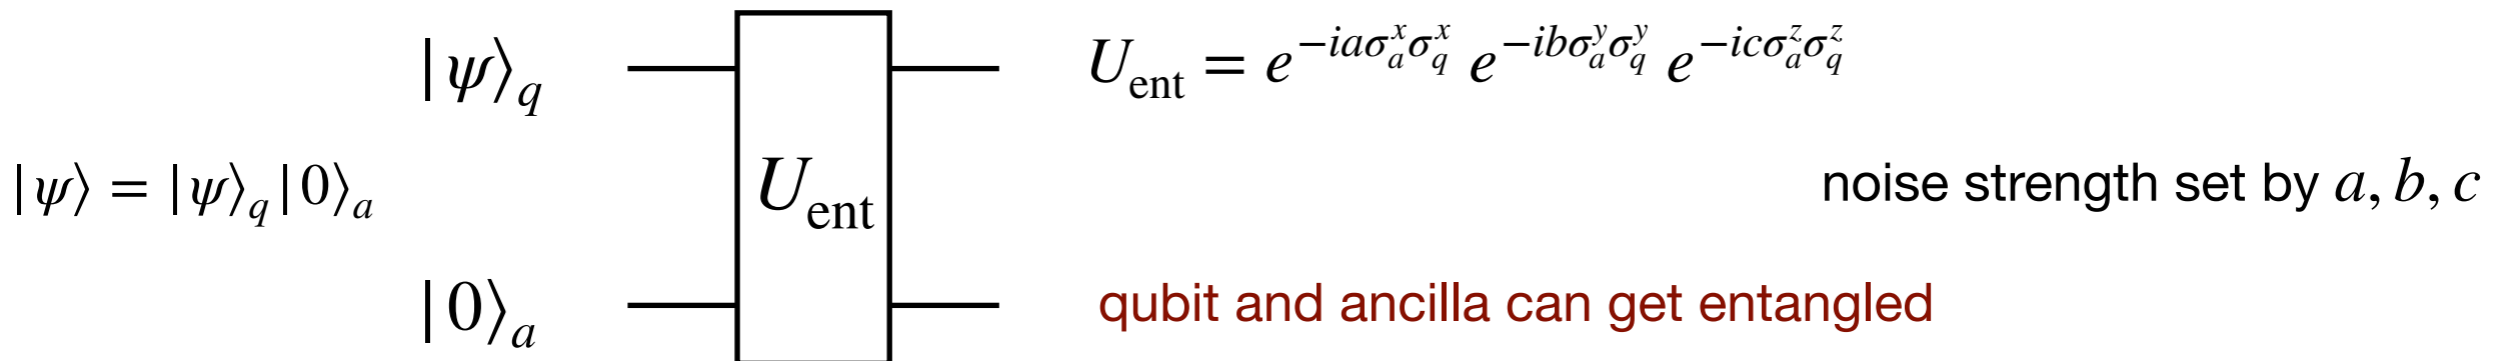 |ψ⟩_q
U_ent = e^{−iaσ_a^x σ_q^x} e^{−ibσ_a^y σ_q^y} e^{−icσ_a^z σ_q^z}
|ψ⟩ = |ψ⟩_q |0⟩_a
U_ent
noise strength set by a, b, c
|0⟩_a
qubit and ancilla can get entangled